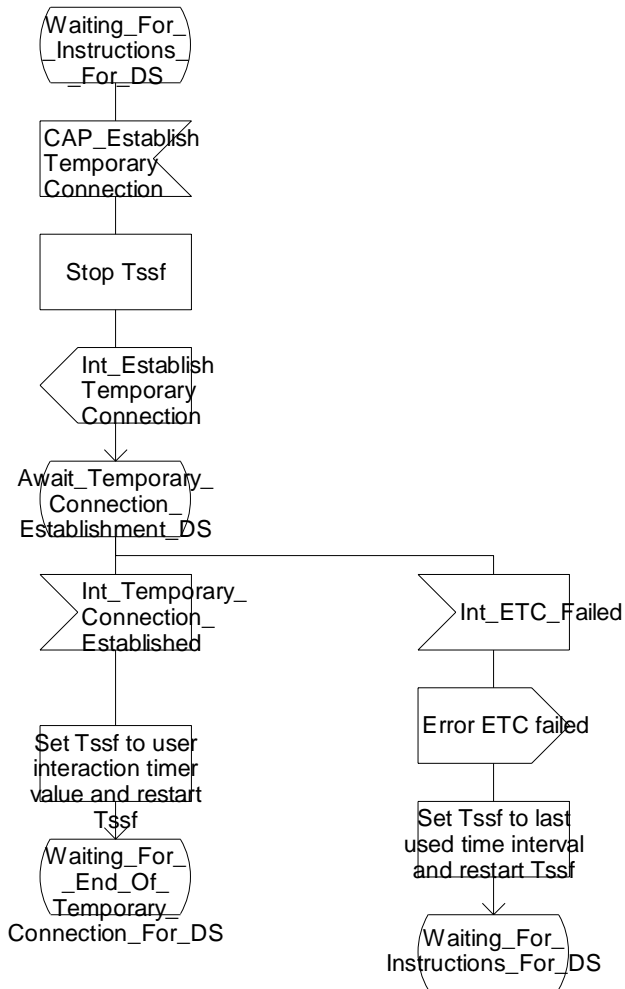 Waiting_For_
_Instructions_
_For_DS
CAP_Establish
Temporary
Connection
Stop Tssf
Int_Establish
Temporary
Connection
Await_Temporary_
Connection_
Establishment_DS
Int_Temporary_
Connection_
Established
Int_ETC_Failed
Error ETC failed
Set Tssf to user
interaction timer
value and restart
Tssf
Set Tssf to last
used time interval
and restart Tssf
Waiting_For_
_End_Of_
Temporary_
Connection_For_DS
Waiting_For_
Instructions_For_DS